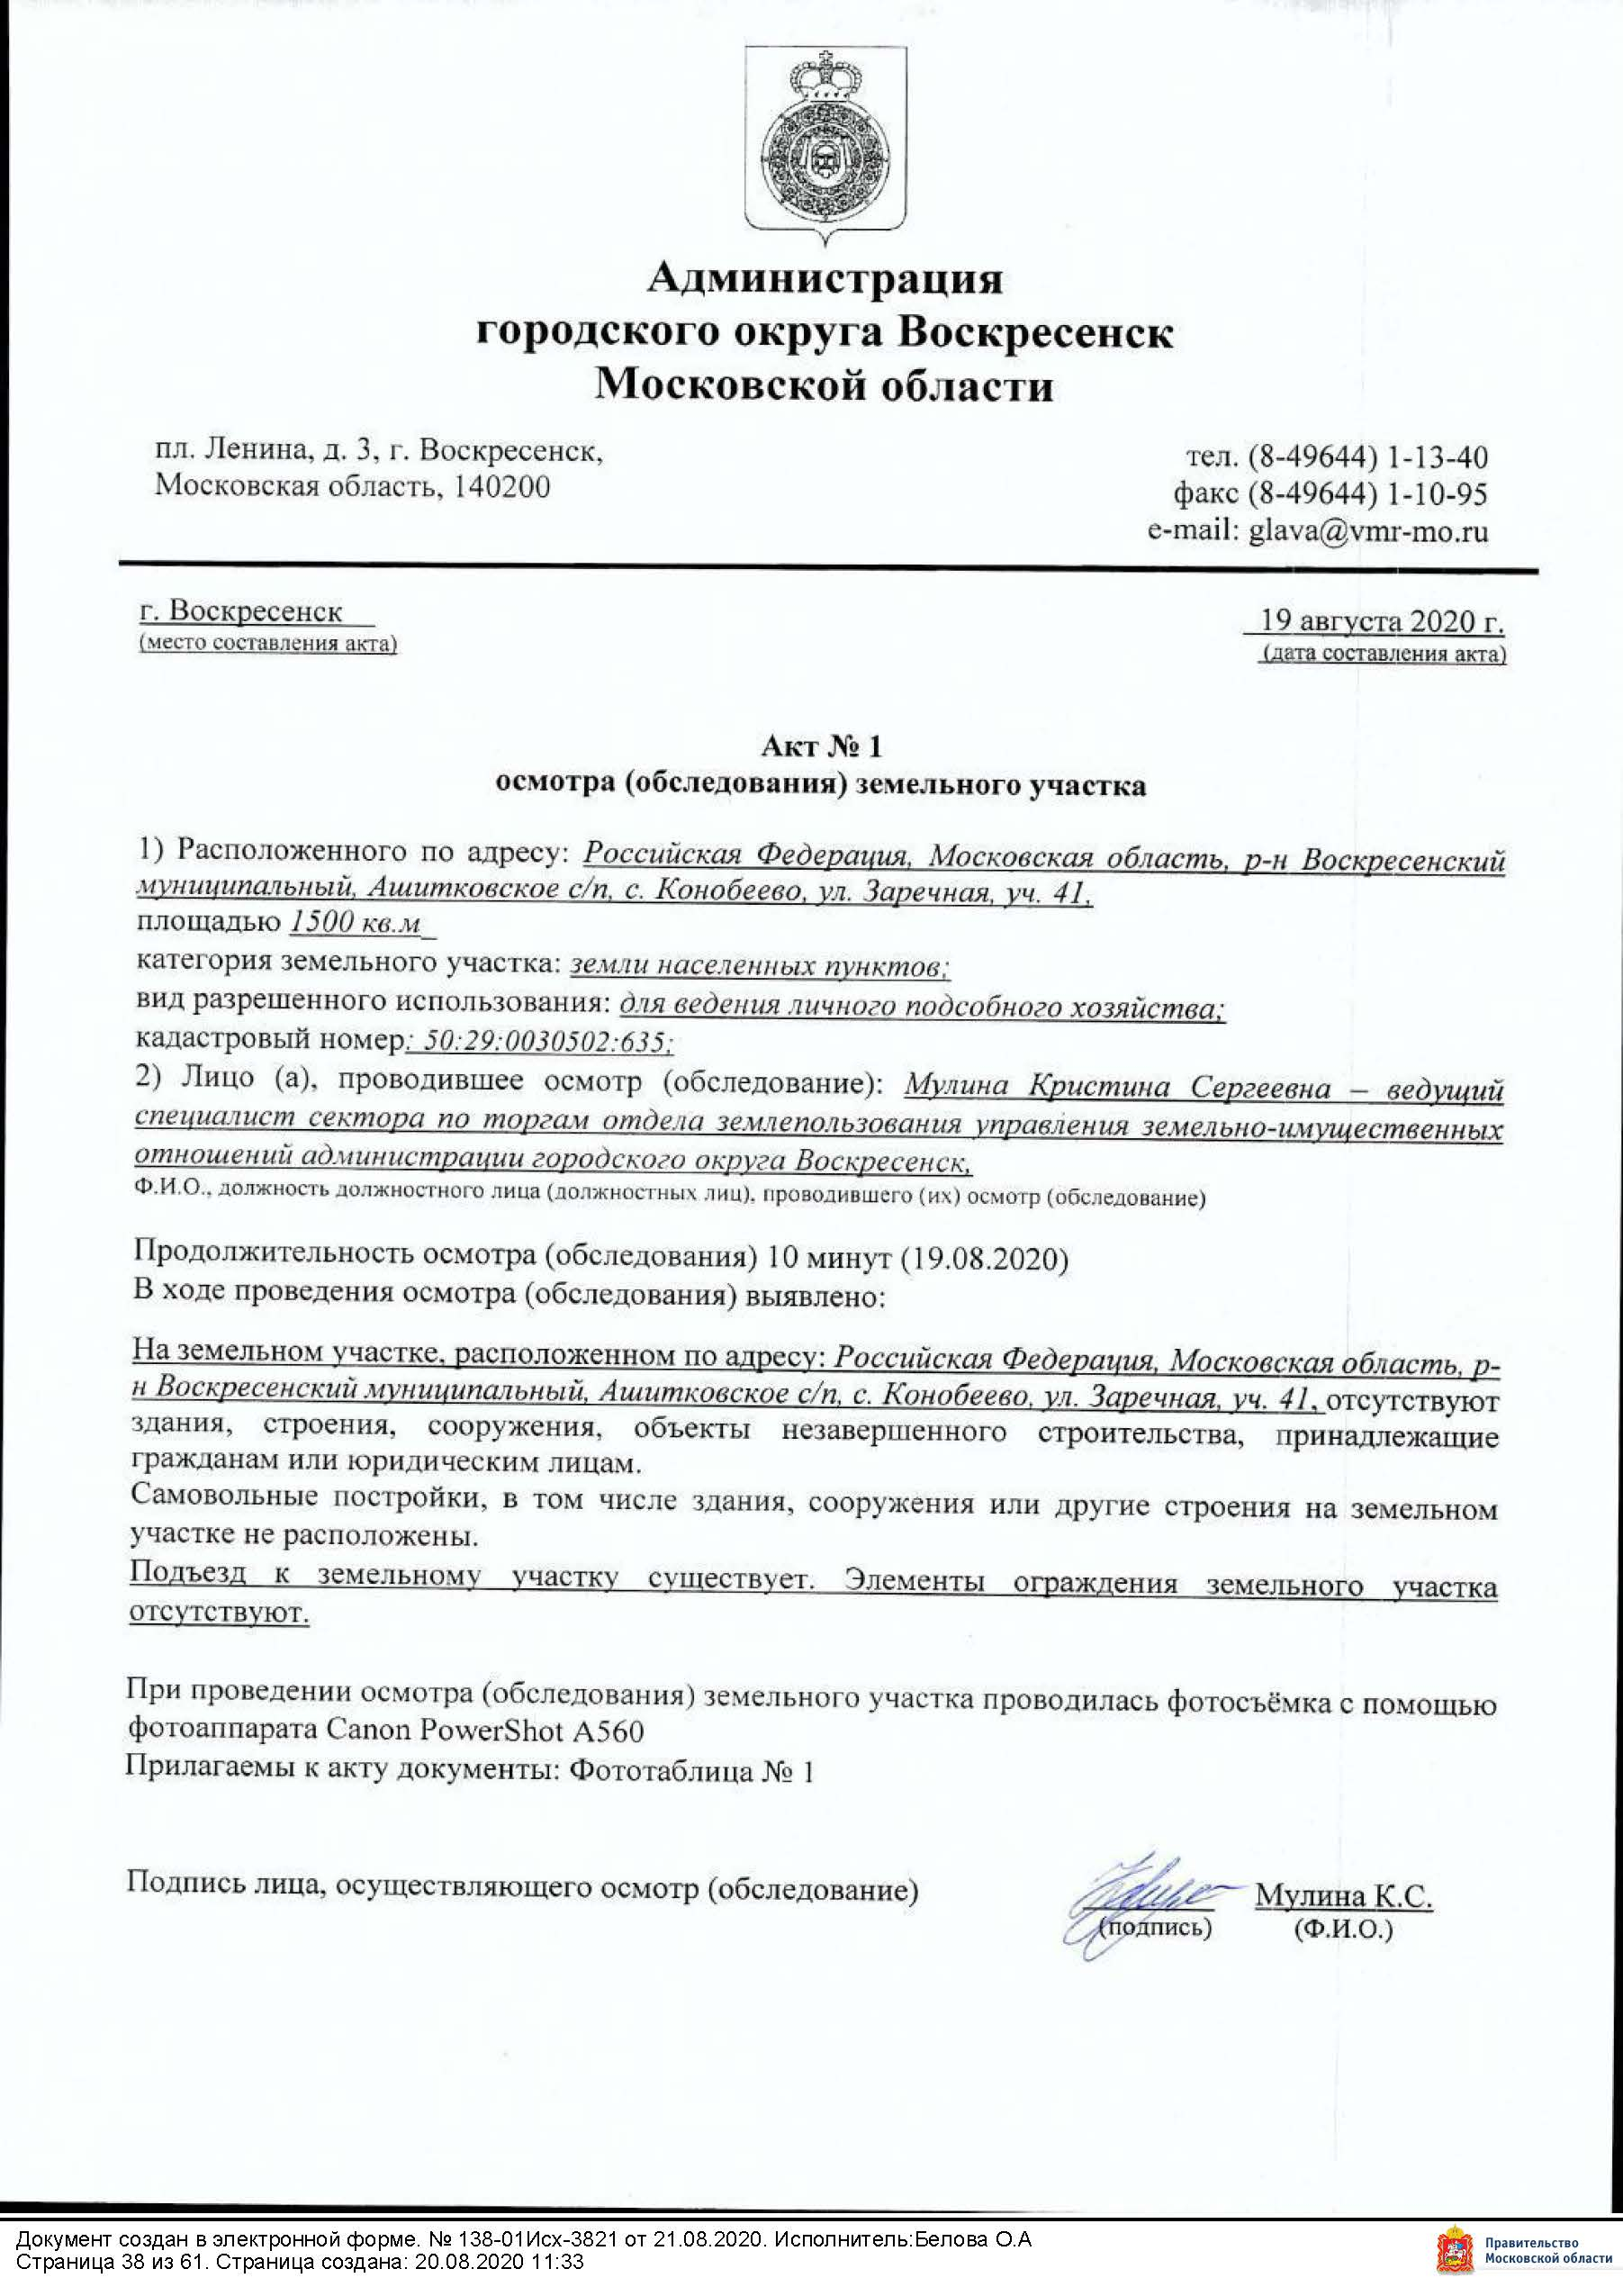 Администрация
городского округа Воскресенск
Московской области
пл. Ленина, д. 3, г. Воскресенск,
Московская область, 140200
тел. (8-49644) 1-13-40
факс (8-49644) 1-10-95
e-mail: glava@vmr-mo.ru
г. Воскресенск
(место составления акта)
19 августа 2020 г.
(дата составления акта)
Акт № 1
осмотра (обследования) земельного участка
1) Расположенного по адресу: Российская Федерация, Московская область, р-н Воскресенский
муниципальный, Ашитковское с/п, с. Конобеево, ул. Заречная, уч. 41,
площадью 1500 кв.м
категория земельного участка: земли населенных пунктов;
вид разрешенного использования: для ведения личного подсобного хозяйства;
кадастровый номер: 50:29:0030502:635;
2) Лицо (а), проводившее осмотр (обследование): Мулина Кристина Сергеевна – ведущий
специалист сектора по торгам отдела землепользования управления земельно-имущественных
отношений администрации городского округа Воскресенск,
Ф.И.О., должность должностного лица (должностных лиц), проводившего (их) осмотр (обследование)
Продолжительность осмотра (обследования) 10 минут (19.08.2020)
В ходе проведения осмотра (обследования) выявлено:
На земельном участке, расположенном по адресу: Российская Федерация, Московская область, р-
н Воскресенский муниципальный, Ашитковское с/п, с. Конобеево, ул. Заречная, уч. 41, отсутствуют
здания, строения, сооружения, объекты незавершенного строительства, принадлежащие
гражданам или юридическим лицам.
Самовольные постройки, в том числе здания, сооружения или другие строения на земельном
участке не расположены.
Подъезд к земельному участку существует. Элементы ограждения земельного участка
отсутствуют.
При проведении осмотра (обследования) земельного участка проводилась фотосъёмка с помощью
фотоаппарата Canon PowerShot A560
Прилагаемы к акту документы: Фототаблица № 1
Подпись лица, осуществляющего осмотр (обследование)
Мулина К.С.
(подпись)
(Ф.И.О.)
Документ создан в электронной форме. № 138-01Исх-3821 от 21.08.2020. Исполнитель:Белова О.А
Страница 38 из 61. Страница создана: 20.08.2020 11:33
Правительство
Московской области